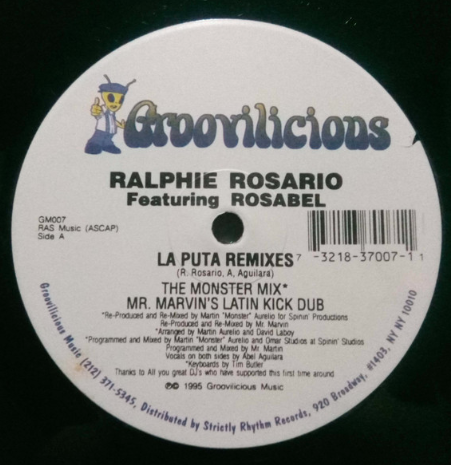 Groovilicious
RALPHIE ROSARIO
Featuring ROSABEL
GM007
RAS Music (ASCAP)
Side A
7 -3218-37007-1 1
LA PUTA REMIXES
(R. Rosario, A, Aguilara)
THE MONSTER MIX*
MR. MARVIN'S LATIN KICK DUB
*Re-Produced and Re-Mixed by Martin "Monster" Aurelio for Spinin' Productions
Re-Produced and Re-Mixed by Mr. Marvin
*Arranged by Martin Aurelio and David Laboy
*Programmed and Mixed by Martin "Monster" Aurelio and Omar Studios at Spinin' Studios
Programmed and Mixed by Mr. Martin
Vocals on both sides by Abel Aguilara
*Keyboards by Tim Butler
Thanks to All you great DJ's who have supported this first time around
℗© 1995 Groovilicious Music
Groovilicious Music (212) 371-5345, Distributed by Strictly Rhythm Records, 920 Broadway, #1403, NY NY 10010